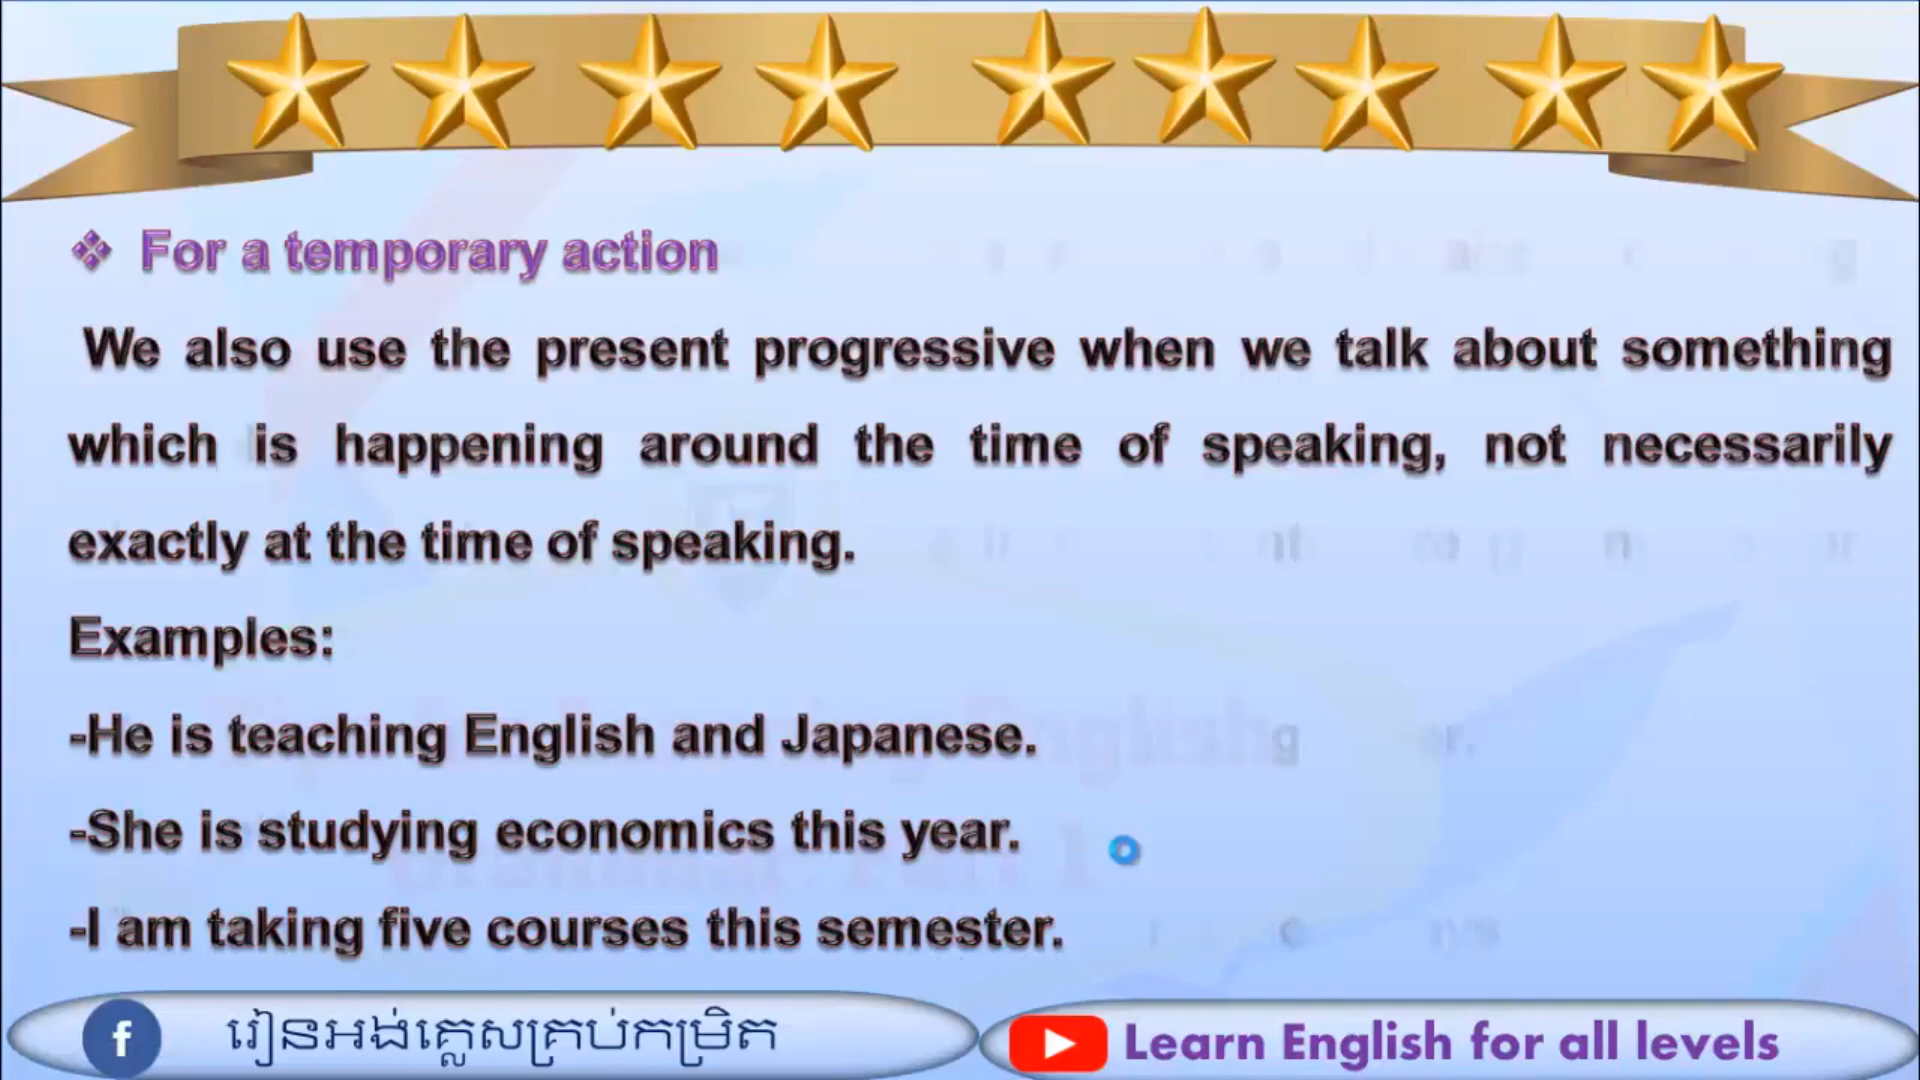 ❖ For a temporary action
We also use the present progressive when we talk about something
which is happening around the time of speaking, not necessarily
exactly at the time of speaking.
Examples:
-He is teaching English and Japanese.
-She is studying economics this year.
-I am taking five courses this semester.
រៀនអង់គ្លេសគ្រប់កម្រិត
Learn English for all levels